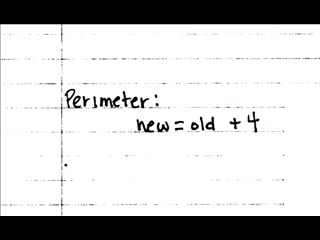 Perimeter:
new = old + 4